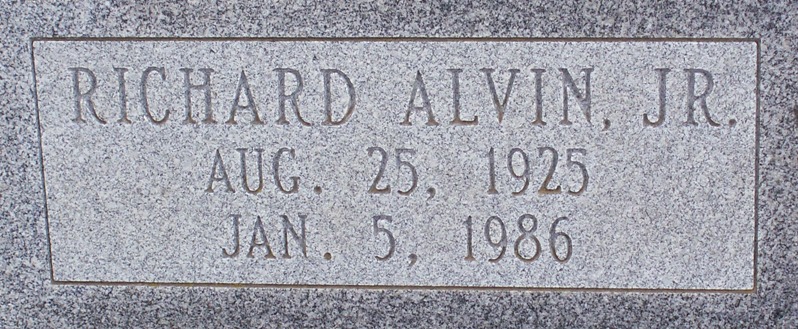 RICHARD ALVIN, JR.
AUG. 25, 1925
JAN. 5, 1986